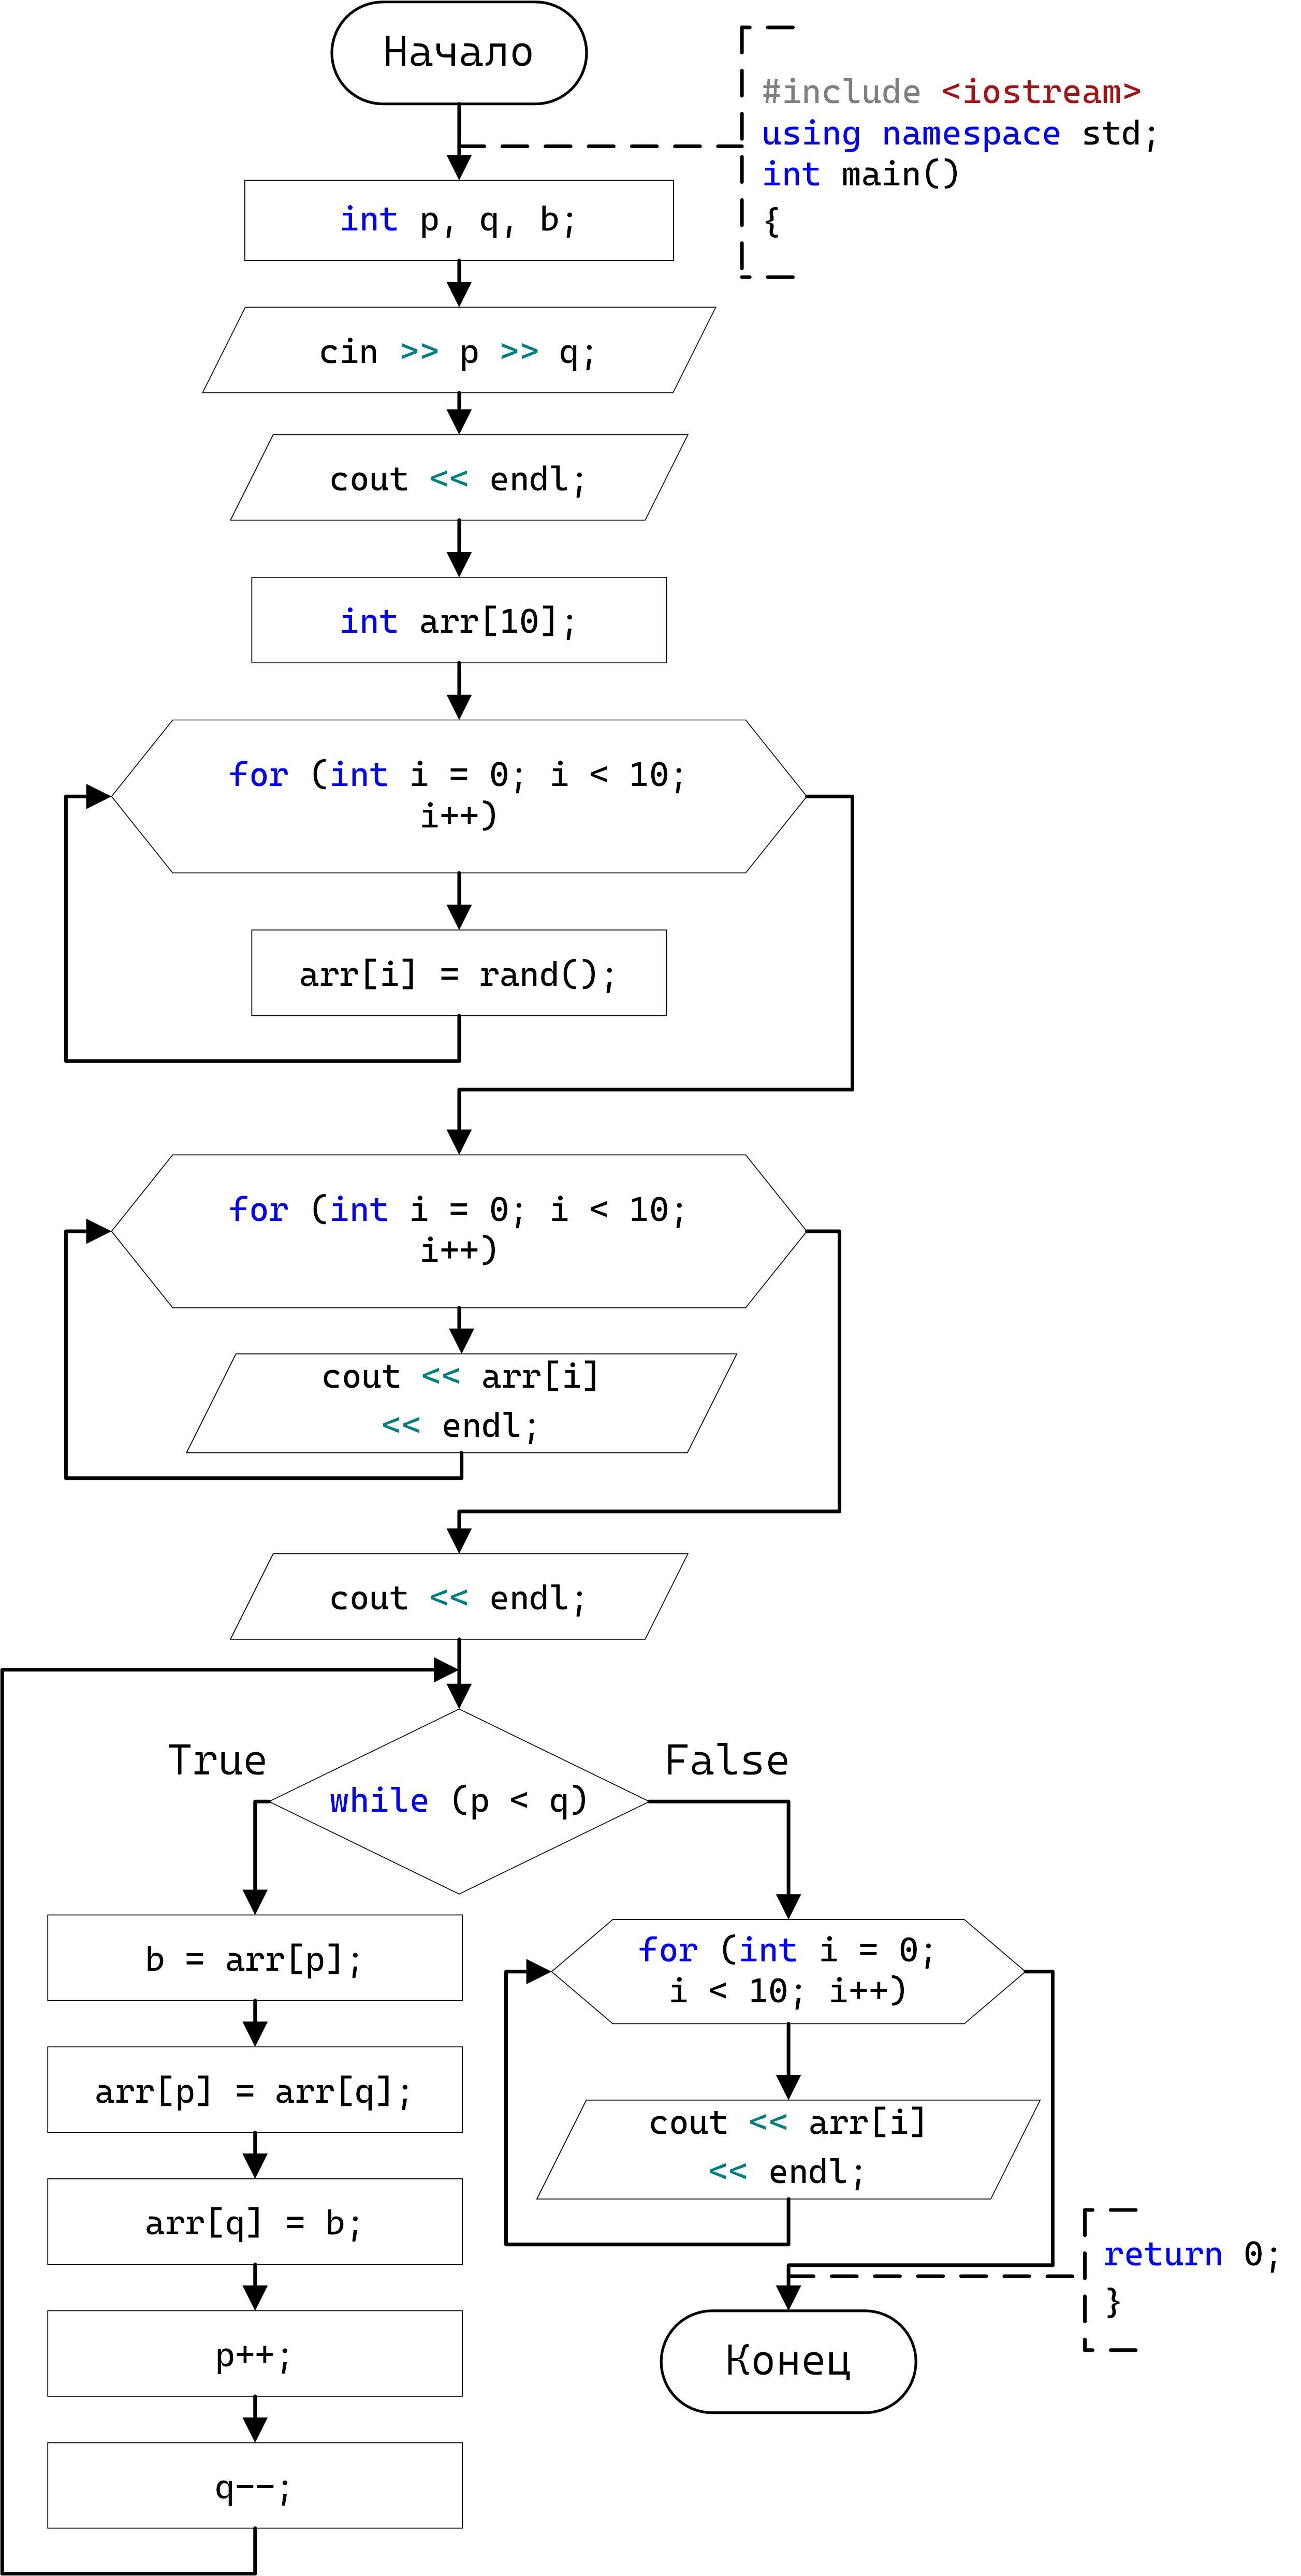 Начало
#include <iostream>
using namespace std;
int main()
{
int p, q, b;
cin >> p >> q;
cout << endl;
int arr[10];
for (int i = 0; i < 10;
i++)
arr[i] = rand();
for (int i = 0; i < 10;
i++)
cout << arr[i]
<< endl;
cout << endl;
True
while (p < q)
False
b = arr[p];
arr[p] = arr[q];
arr[q] = b;
p++;
q--;
for (int i = 0;
i < 10; i++)
cout << arr[i]
<< endl;
return 0;
}
Конец